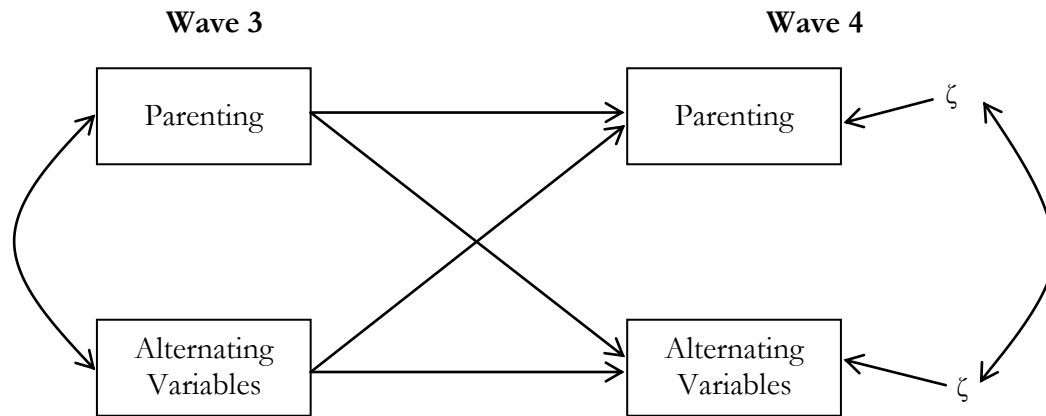 Wave 3
Wave 4
Parenting
Parenting
ζ
Alternating
Variables
Alternating
Variables
ζ